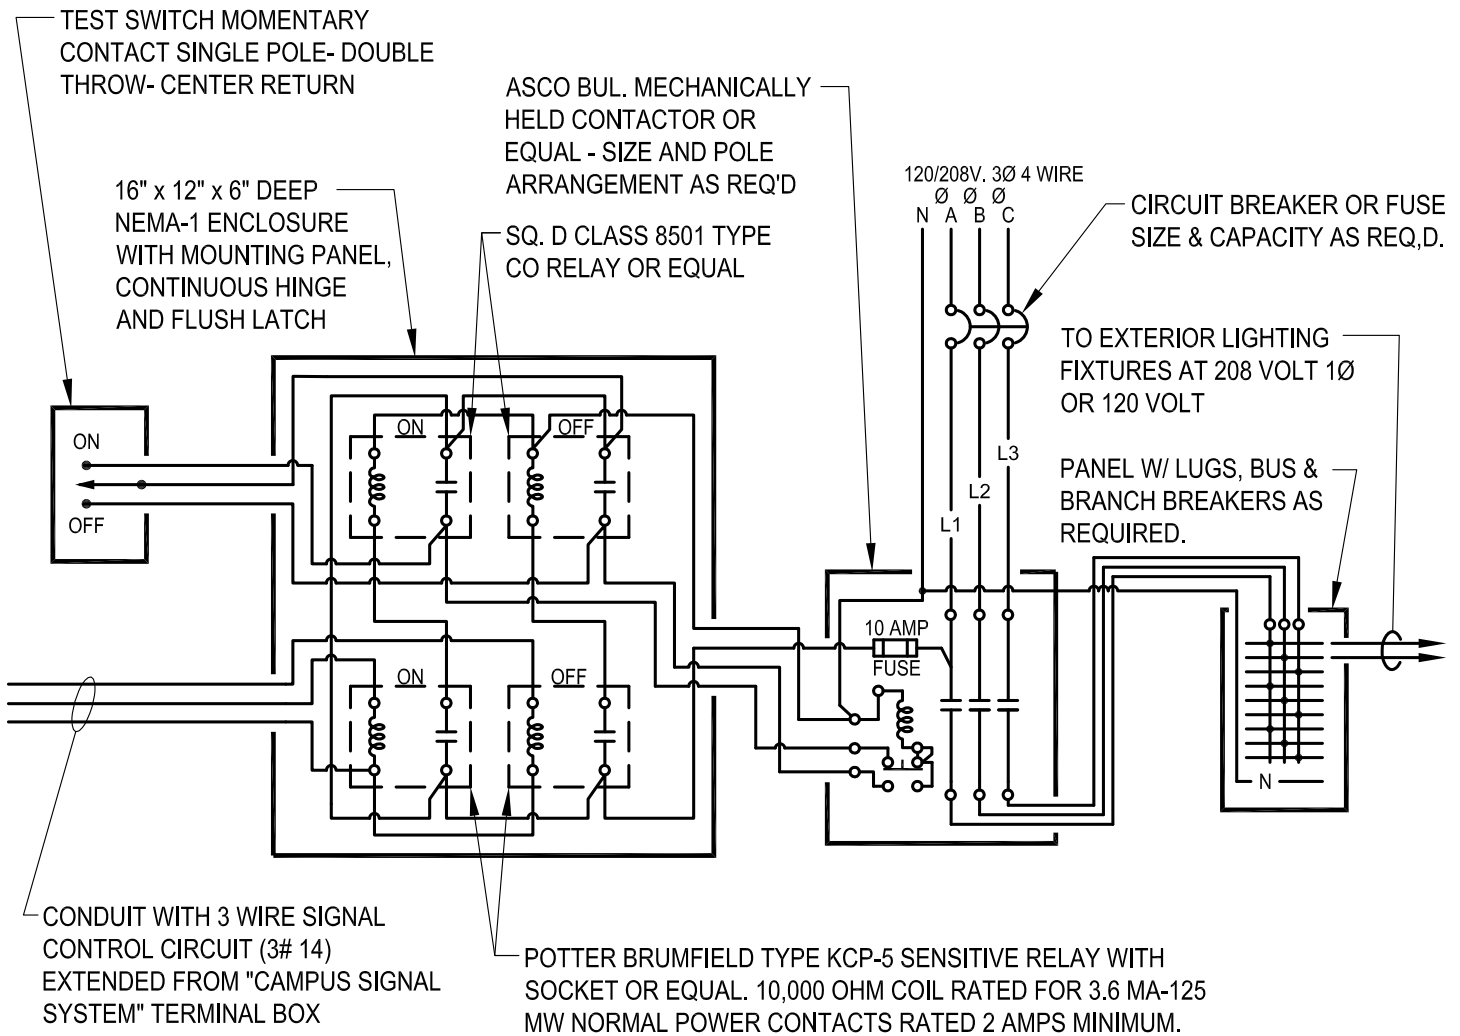 TEST SWITCH MOMENTARY
CONTACT SINGLE POLE- DOUBLE
THROW- CENTER RETURN
16" x 12" x 6" DEEP
NEMA-1 ENCLOSURE
WITH MOUNTING PANEL,
CONTINUOUS HINGE
AND FLUSH LATCH
ASCO BUL. MECHANICALLY
HELD CONTACTOR OR
EQUAL - SIZE AND POLE
ARRANGEMENT AS REQ'D
SQ. D CLASS 8501 TYPE
CO RELAY OR EQUAL
120/208V. 3Ø 4 WIRE
Ø Ø Ø
N A B C
CIRCUIT BREAKER OR FUSE
SIZE & CAPACITY AS REQ,D.
TO EXTERIOR LIGHTING
FIXTURES AT 208 VOLT 1Ø
OR 120 VOLT
PANEL W/ LUGS, BUS &
BRANCH BREAKERS AS
REQUIRED.
ON
OFF
ON
OFF
L3
L2
L1
10 AMP
FUSE
ON
OFF
N
CONDUIT WITH 3 WIRE SIGNAL
CONTROL CIRCUIT (3# 14)
EXTENDED FROM "CAMPUS SIGNAL
SYSTEM" TERMINAL BOX
POTTER BRUMFIELD TYPE KCP-5 SENSITIVE RELAY WITH
SOCKET OR EQUAL. 10,000 OHM COIL RATED FOR 3.6 MA-125
MW NORMAL POWER CONTACTS RATED 2 AMPS MINIMUM.